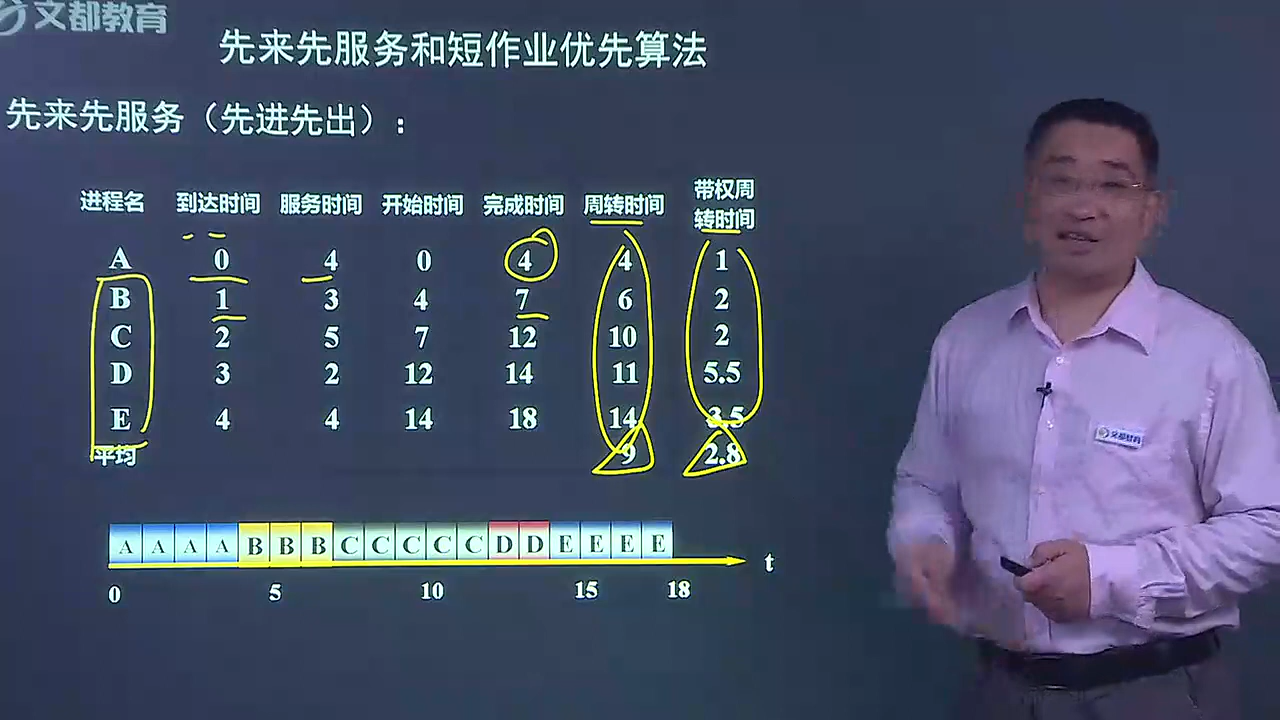 文都教育
先来先服务和短作业优先算法
先来先服务（先进先出）：
进程名 到达时间 服务时间 开始时间 完成时间 周转时间 带权周转时间
A 0 4 0 4 4 1
B 1 3 4 7 6 2
C 2 5 7 12 10 2
D 3 2 12 14 11 5.5
E 4 4 14 18 14 3.5
平均 9 2.8
A A A A B B B C C C C C D D E E E E
t
0 5 10 15 18
文都教育